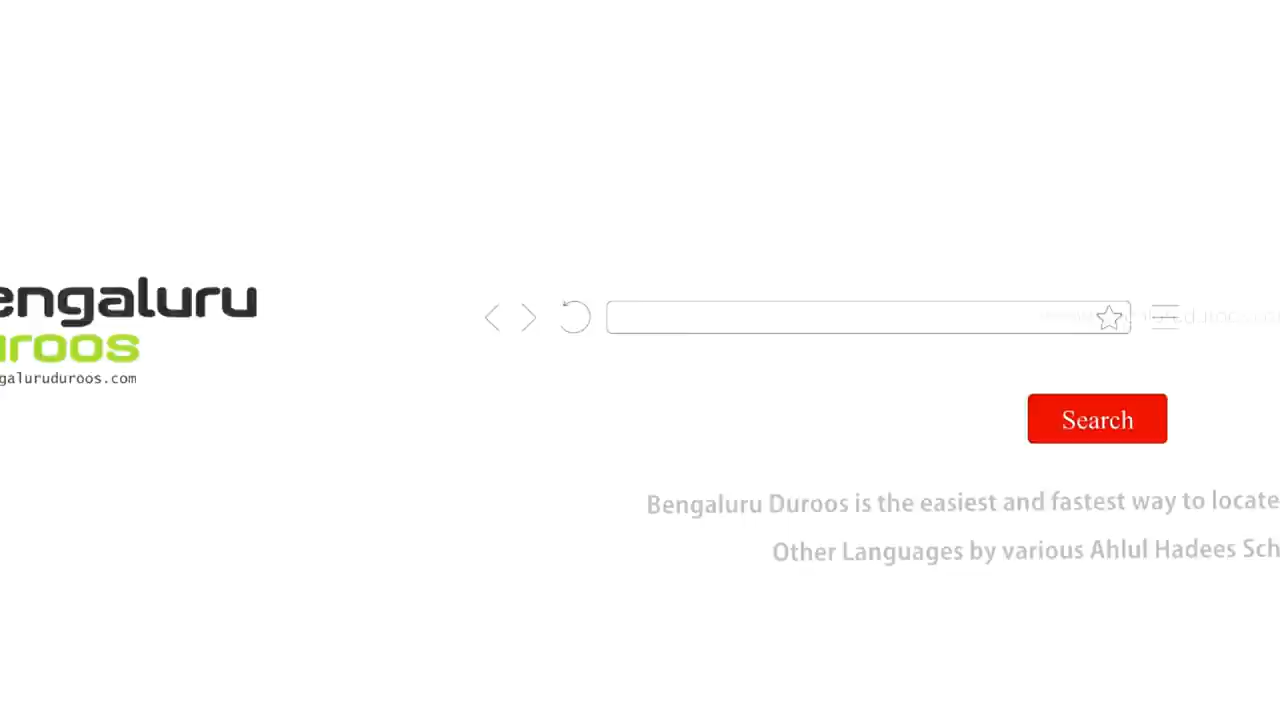 engaluru
uroos
galuruduroos.com
Search
Bengaluru Duroos is the easiest and fastest way to locate
Other Languages by various Ahlul Hadees Sch